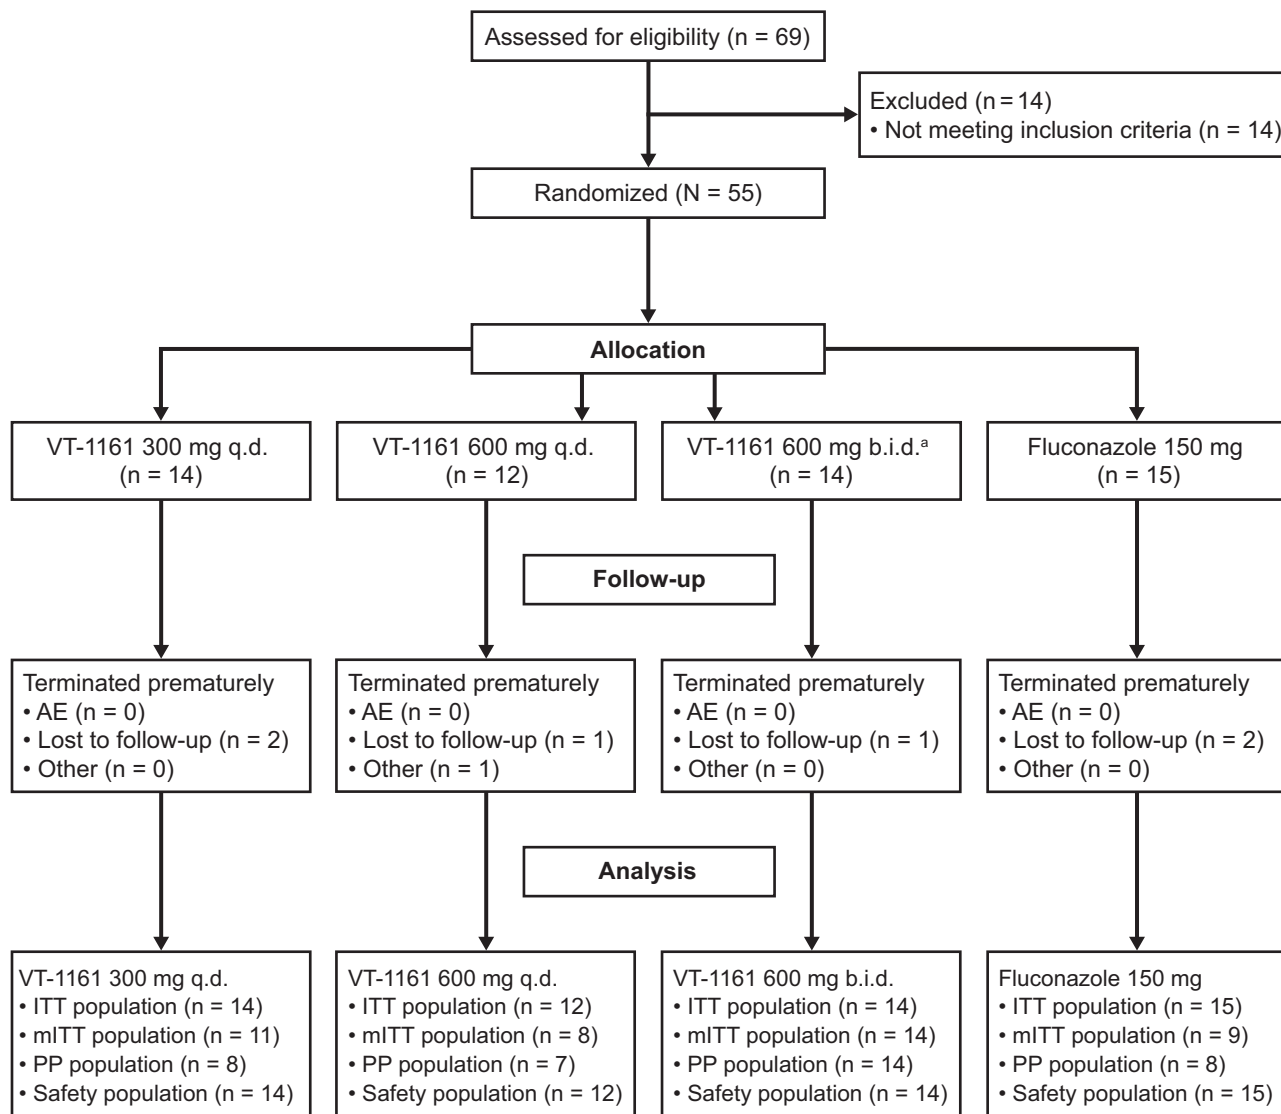 Assessed for eligibility (n = 69)
Excluded (n = 14)
• Not meeting inclusion criteria (n = 14)
Randomized (N = 55)
Allocation
VT-1161 300 mg q.d.
(n = 14)
VT-1161 600 mg q.d.
(n = 12)
VT-1161 600 mg b.i.d.ᵃ
(n = 14)
Fluconazole 150 mg
(n = 15)
Follow-up
Terminated prematurely
• AE (n = 0)
• Lost to follow-up (n = 2)
• Other (n = 0)
Terminated prematurely
• AE (n = 0)
• Lost to follow-up (n = 1)
• Other (n = 1)
Terminated prematurely
• AE (n = 0)
• Lost to follow-up (n = 1)
• Other (n = 0)
Terminated prematurely
• AE (n = 0)
• Lost to follow-up (n = 2)
• Other (n = 0)
Analysis
VT-1161 300 mg q.d.
• ITT population (n = 14)
• mITT population (n = 11)
• PP population (n = 8)
• Safety population (n = 14)
VT-1161 600 mg q.d.
• ITT population (n = 12)
• mITT population (n = 8)
• PP population (n = 7)
• Safety population (n = 12)
VT-1161 600 mg b.i.d.
• ITT population (n = 14)
• mITT population (n = 14)
• PP population (n = 14)
• Safety population (n = 14)
Fluconazole 150 mg
• ITT population (n = 15)
• mITT population (n = 9)
• PP population (n = 8)
• Safety population (n = 15)